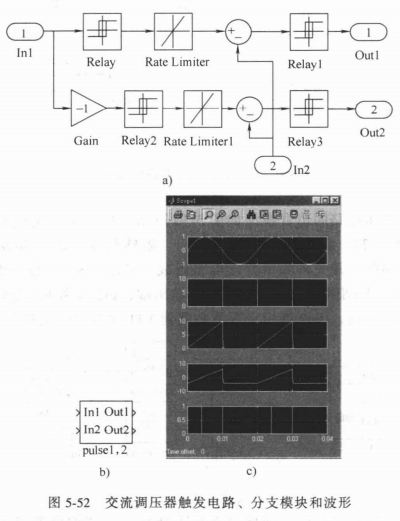 1
In1
Relay
Rate Limiter
Relay1
1
Out1
-1
Gain
Relay2
Rate Limiter1
Relay3
2
Out2
2
In2
a)
Scope1
1
0
1
10
5
0
10
0
-10
1
0.5
0
0
0.01
0.02
0.03
0.04
Time offset: 0
In1 Out1
In2 Out2
pulse1,2
b)
c)
图 5-52 交流调压器触发电路、分支模块和波形